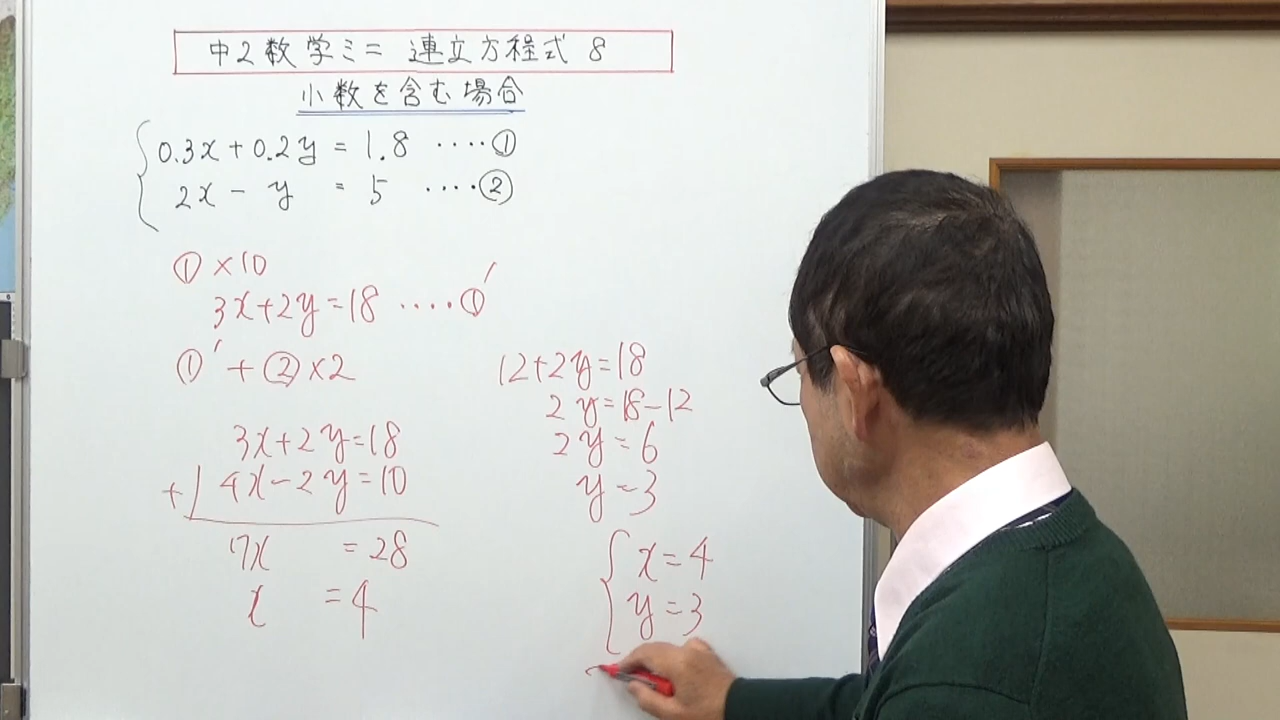 中2数学ミニ 連立方程式 8
小数を含む場合
0.3x+0.2y = 1.8 ‥‥①
2x - y = 5 ‥‥②
① ×10
3x+2y=18 ‥‥①′
①′ + ②×2
3x+2y=18
+) 4x-2y=10
7x = 28
x = 4
12+2y=18
2y=18-12
2y=6
y=3
x=4
y=3